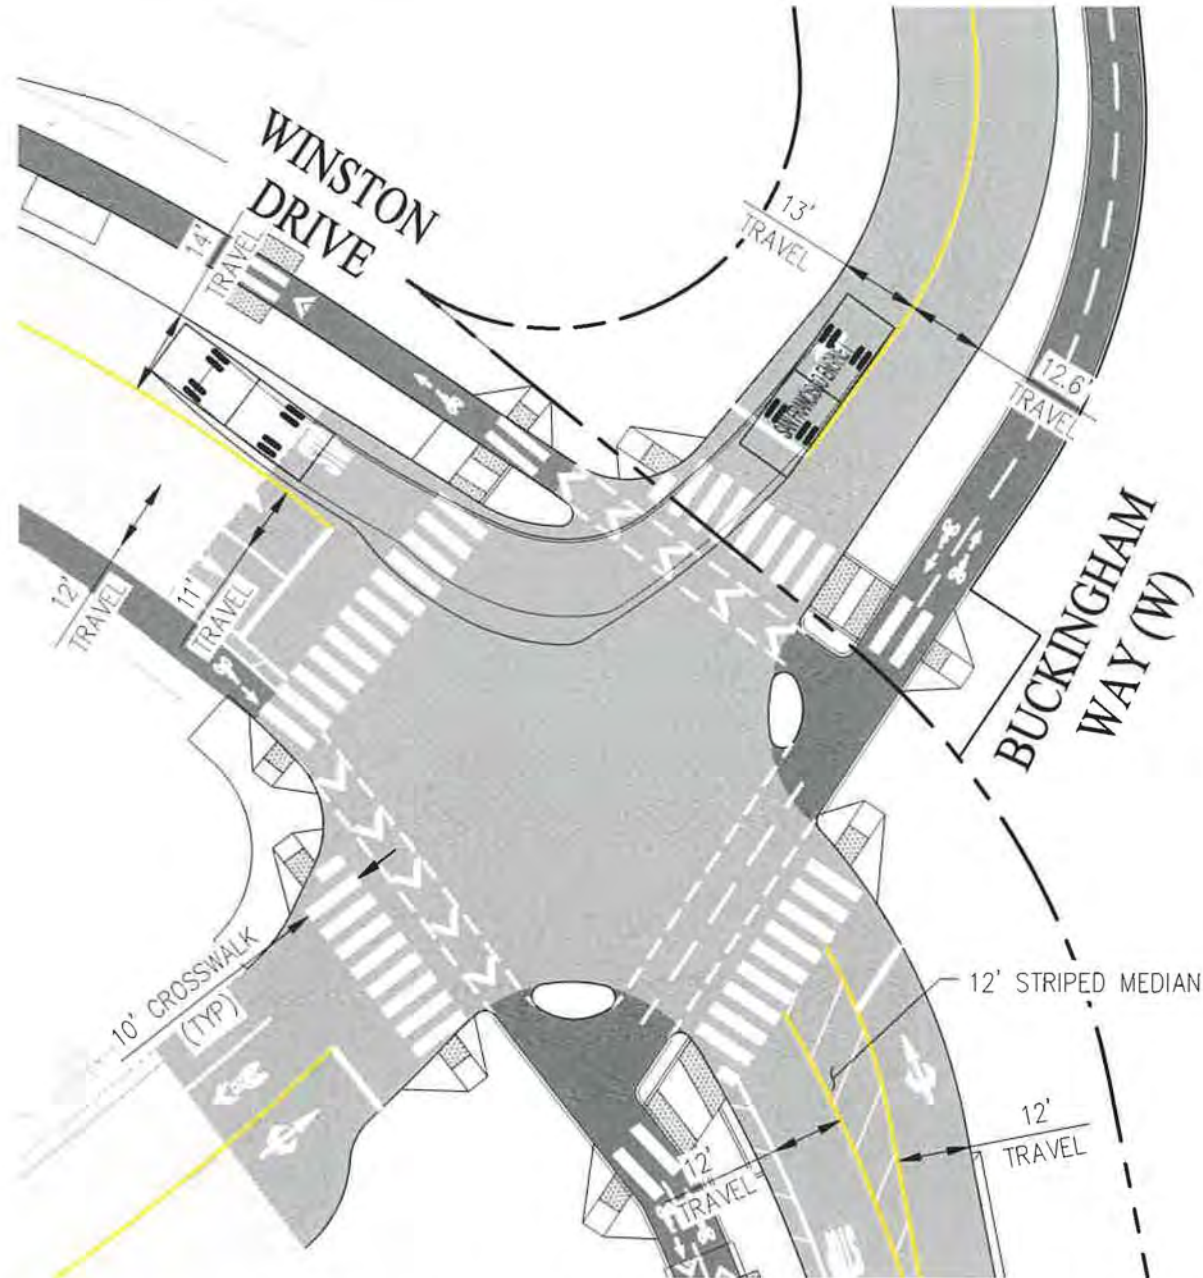 WINSTON
DRIVE
13'
TRAVEL
14'
TRAVEL
12.6'
TRAVEL
12'
TRAVEL
11'
TRAVEL
BUCKINGHAM
WAY (W)
10' CROSSWALK
(TYP)
12' STRIPED MEDIAN
12'
TRAVEL
12'
TRAVEL